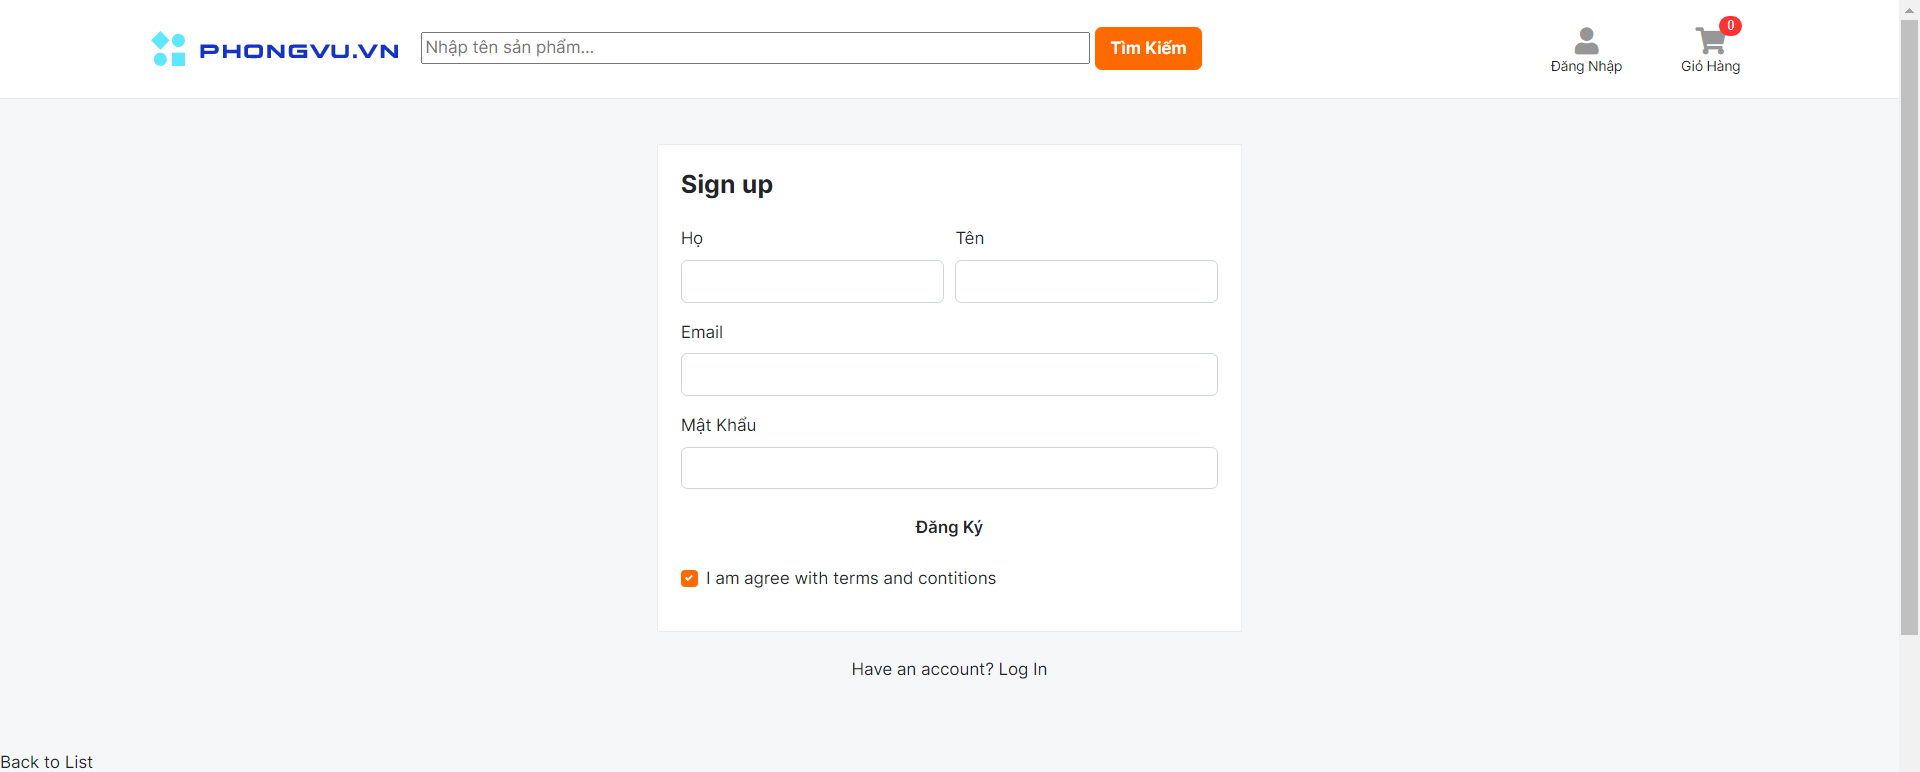 PHONGVU.VN
Nhập tên sản phẩm...
Tìm Kiếm
Đăng Nhập
0
Giỏ Hàng
Sign up
Họ
Tên
Email
Mật Khẩu
Đăng Ký
I am agree with terms and contitions
Have an account? Log In
Back to List